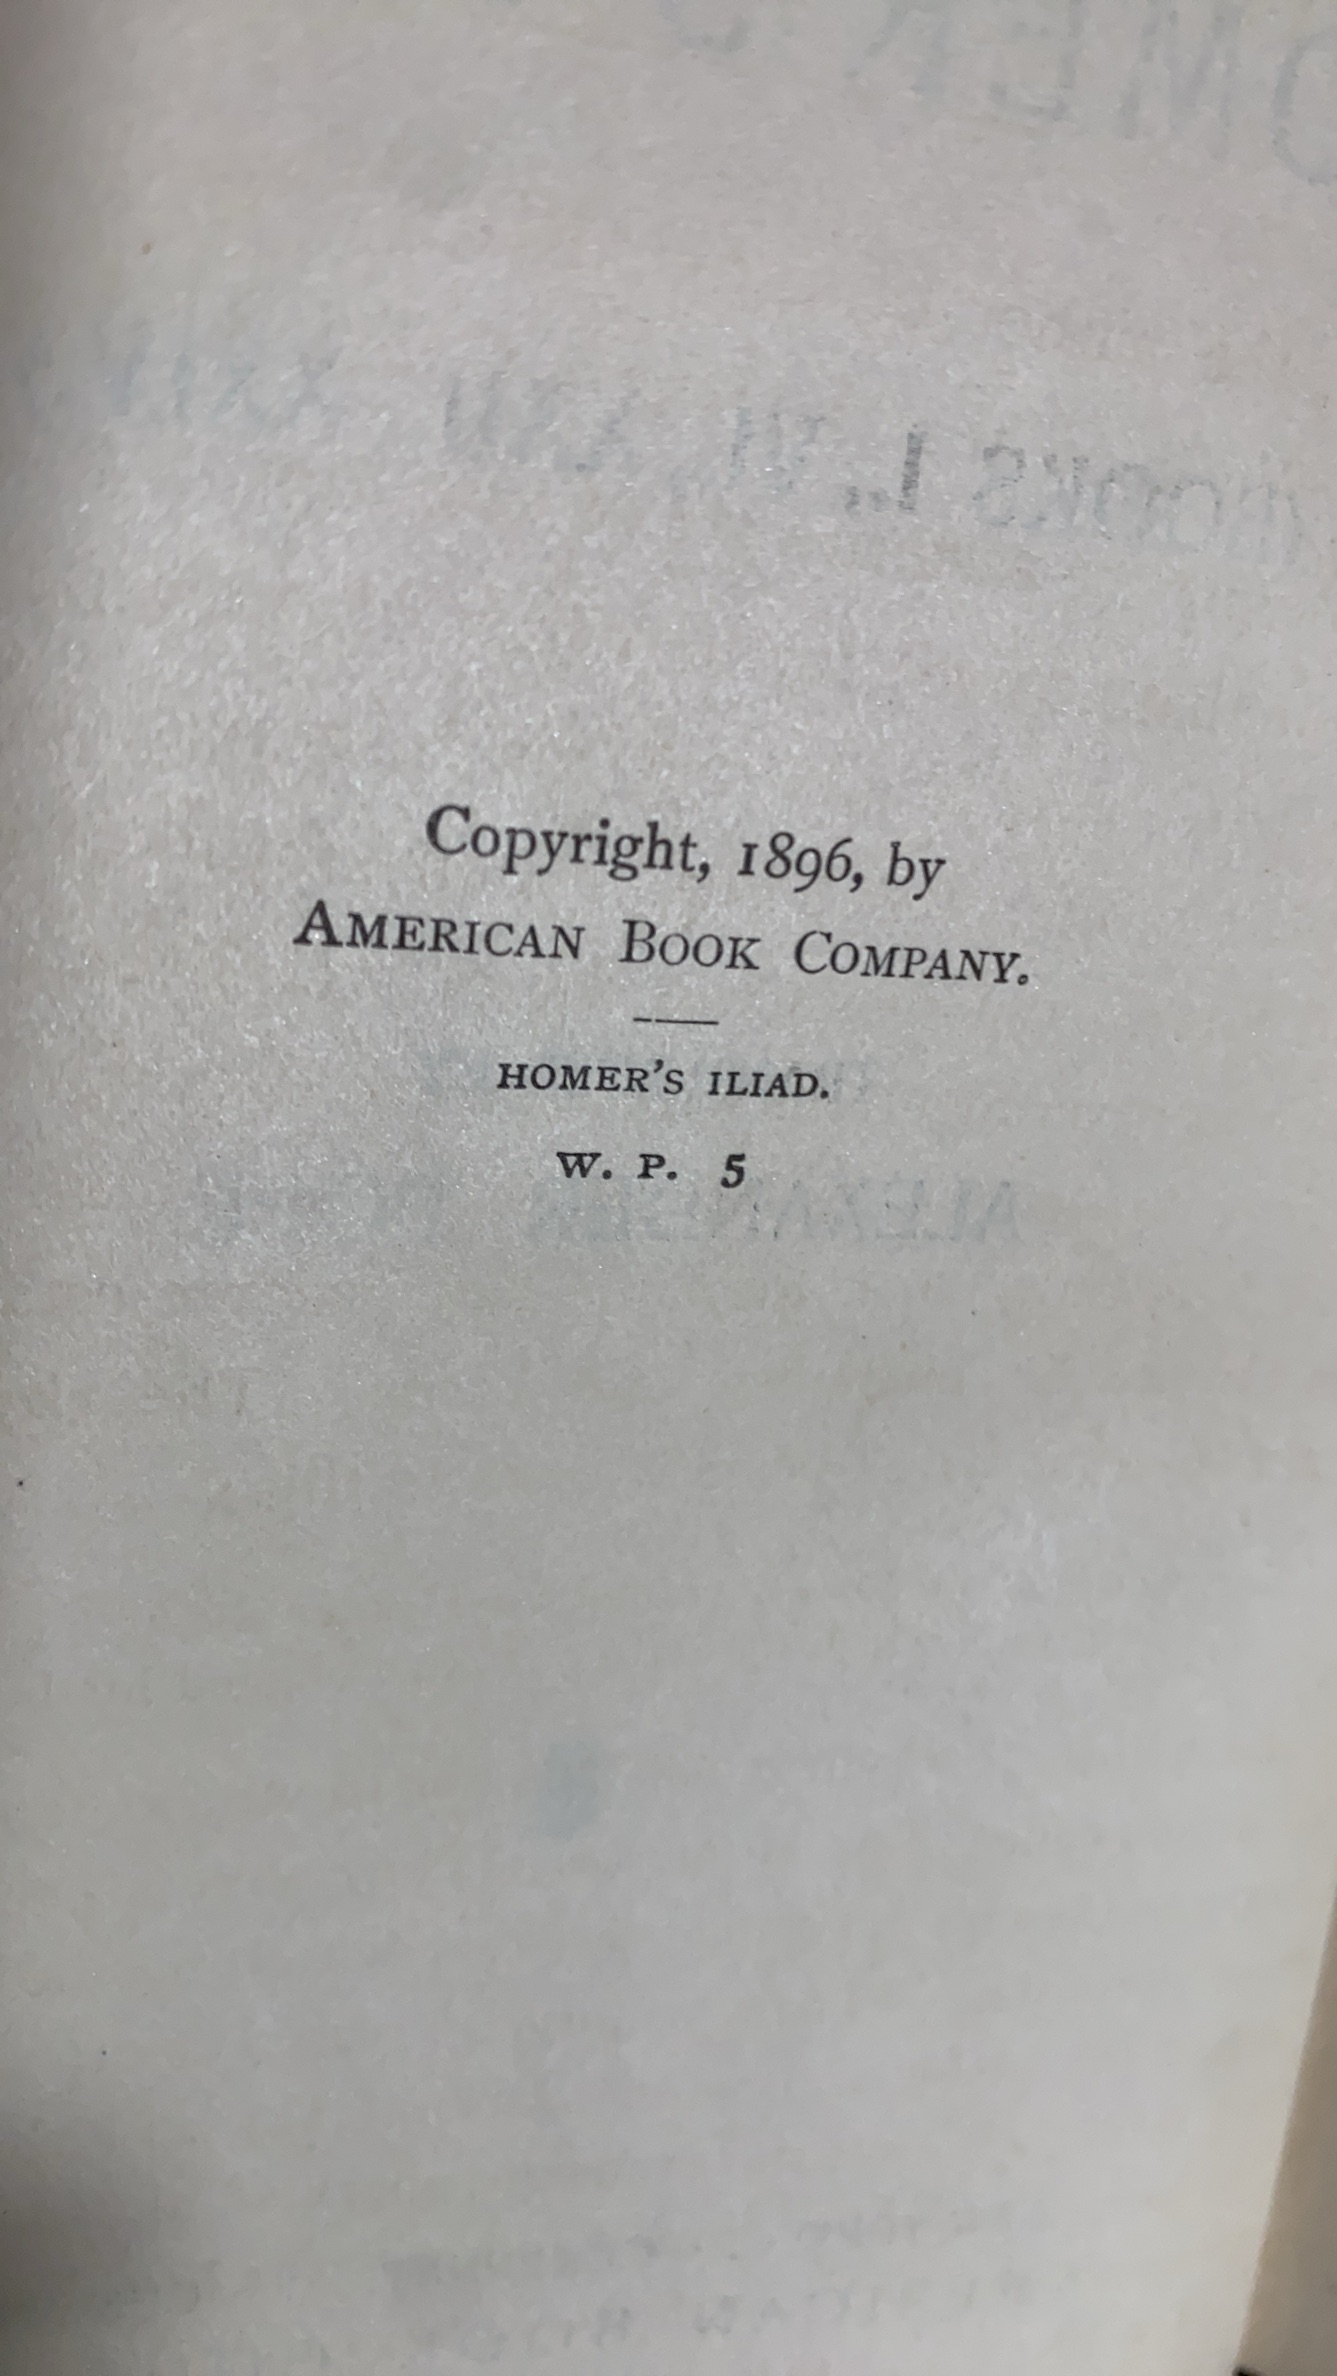 Copyright, 1896, by
AMERICAN BOOK COMPANY.
HOMER'S ILIAD.
W. P. 5